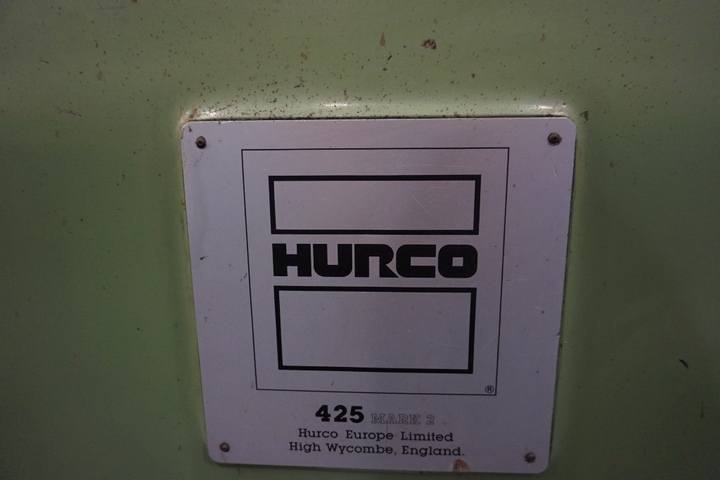 HURCO
®
425 MARK 2
Hurco Europe Limited
High Wycombe, England.